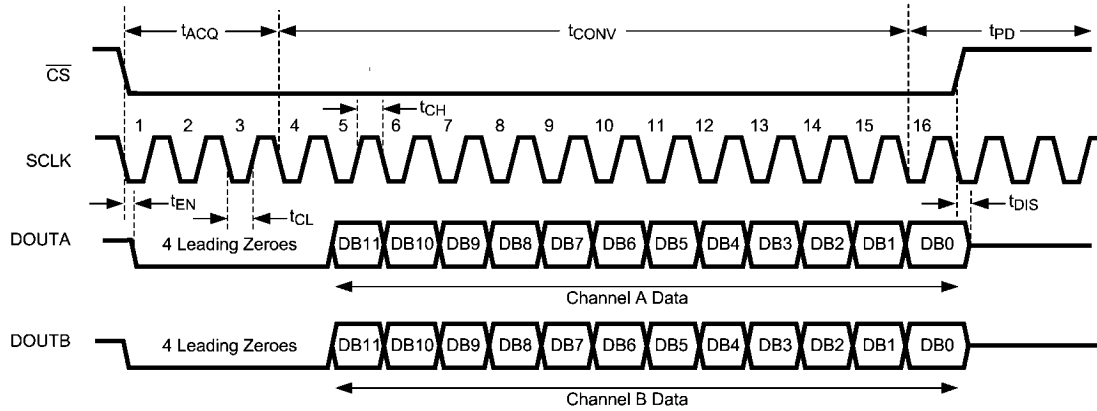 tACQ tCONV tPD
CS
tCH
1 2 3 4 5 6 7 8 9 10 11 12 13 14 15 16
SCLK
tEN tCL tDIS
DOUTA 4 Leading Zeroes DB11 DB10 DB9 DB8 DB7 DB6 DB5 DB4 DB3 DB2 DB1 DB0
Channel A Data
DOUTB 4 Leading Zeroes DB11 DB10 DB9 DB8 DB7 DB6 DB5 DB4 DB3 DB2 DB1 DB0
Channel B Data